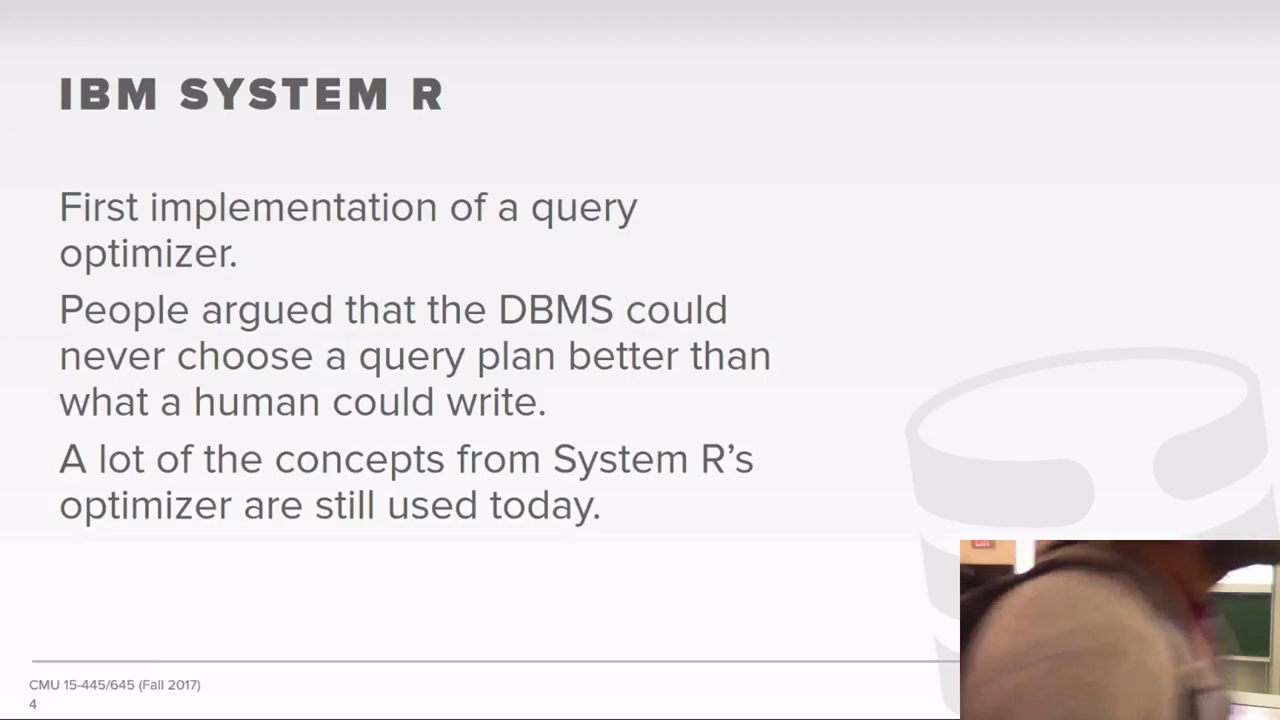 IBM SYSTEM R
First implementation of a query
optimizer.
People argued that the DBMS could
never choose a query plan better than
what a human could write.
A lot of the concepts from System R’s
optimizer are still used today.
CMU 15-445/645 (Fall 2017)
4